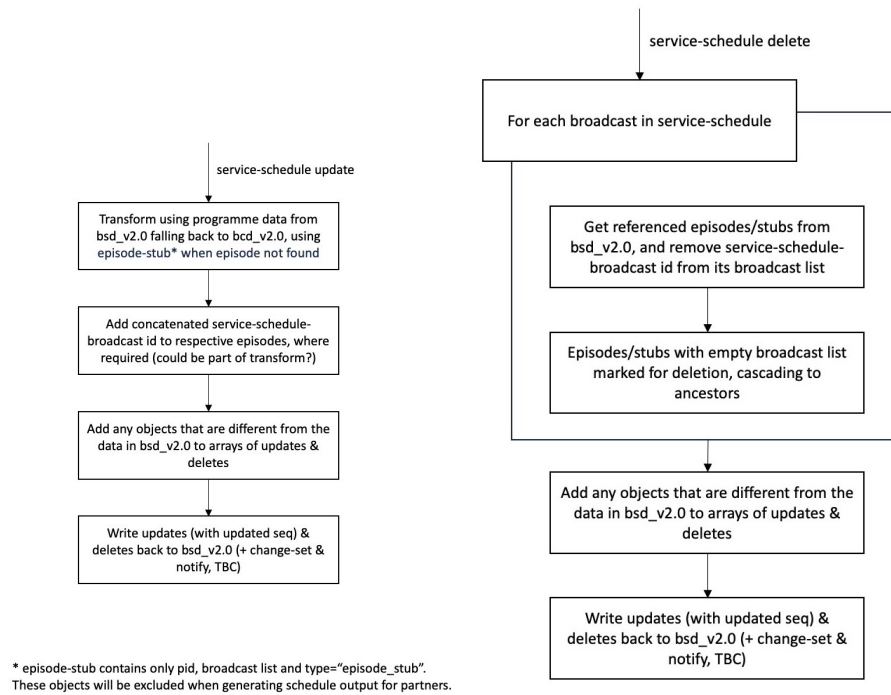 service-schedule update
Transform using programme data from
bsd_v2.0 falling back to bcd_v2.0, using
episode-stub* when episode not found
Add concatenated service-schedule-
broadcast id to respective episodes, where
required (could be part of transform?)
Add any objects that are different from the
data in bsd_v2.0 to arrays of updates &
deletes
Write updates (with updated seq) &
deletes back to bsd_v2.0 (+ change-set &
notify, TBC)
* episode-stub contains only pid, broadcast list and type=“episode_stub”.
These objects will be excluded when generating schedule output for partners.
service-schedule delete
For each broadcast in service-schedule
Get referenced episodes/stubs from
bsd_v2.0, and remove service-schedule-
broadcast id from its broadcast list
Episodes/stubs with empty broadcast list
marked for deletion, cascading to
ancestors
Add any objects that are different from the
data in bsd_v2.0 to arrays of updates &
deletes
Write updates (with updated seq) &
deletes back to bsd_v2.0 (+ change-set &
notify, TBC)